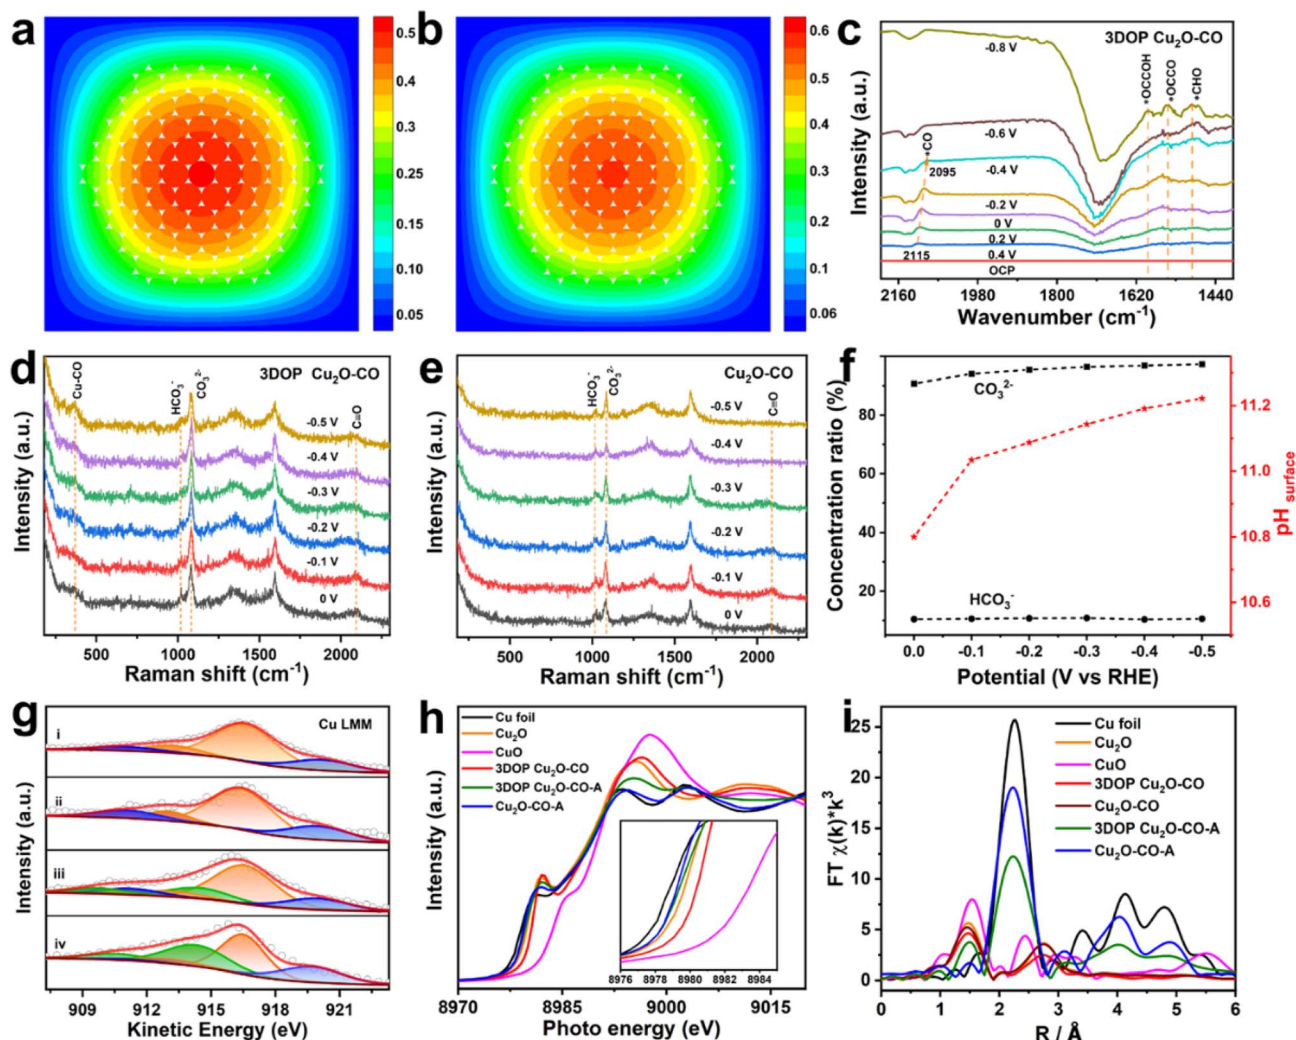 a
0.5
0.4
0.3
0.25
0.2
0.15
0.10
0.05
b
0.6
0.5
0.4
0.3
0.2
0.1
0.06
c
3DOP Cu₂O-CO
-0.8 V
*OCCOH
*OCCO
*CHO
-0.6 V
*CO
2095
-0.4 V
-0.2 V
0 V
0.2 V
2115
0.4 V
OCP
Intensity (a.u.)
2160 1980 1800 1620 1440
Wavenumber (cm⁻¹)
d
Cu-CO
HCO₃⁻
CO₃²⁻
3DOP Cu₂O-CO
C≡O
-0.5 V
-0.4 V
-0.3 V
-0.2 V
-0.1 V
0 V
Intensity (a.u.)
500 1000 1500 2000
Raman shift (cm⁻¹)
e
HCO₃⁻
CO₃²⁻
Cu₂O-CO
C≡O
-0.5 V
-0.4 V
-0.3 V
-0.2 V
-0.1 V
0 V
Intensity (a.u.)
500 1000 1500 2000
Raman shift (cm⁻¹)
f
CO₃²⁻
HCO₃⁻
Concentration ratio (%)
80
60
40
20
pH surface
11.2
11.0
10.8
10.6
0.0 -0.1 -0.2 -0.3 -0.4 -0.5
Potential (V vs RHE)
g
Cu LMM
i
ii
iii
iv
Intensity (a.u.)
909 912 915 918 921
Kinetic Energy (eV)
h
Cu foil
Cu₂O
CuO
3DOP Cu₂O-CO
3DOP Cu₂O-CO-A
Cu₂O-CO-A
8976 8978 8980 8982 8984
Intensity (a.u.)
8970 8985 9000 9015
Photo energy (eV)
i
Cu foil
Cu₂O
CuO
3DOP Cu₂O-CO
Cu₂O-CO
3DOP Cu₂O-CO-A
Cu₂O-CO-A
FT χ(k)*k³
25
20
15
10
5
0
0 1 2 3 4 5 6
R / Å